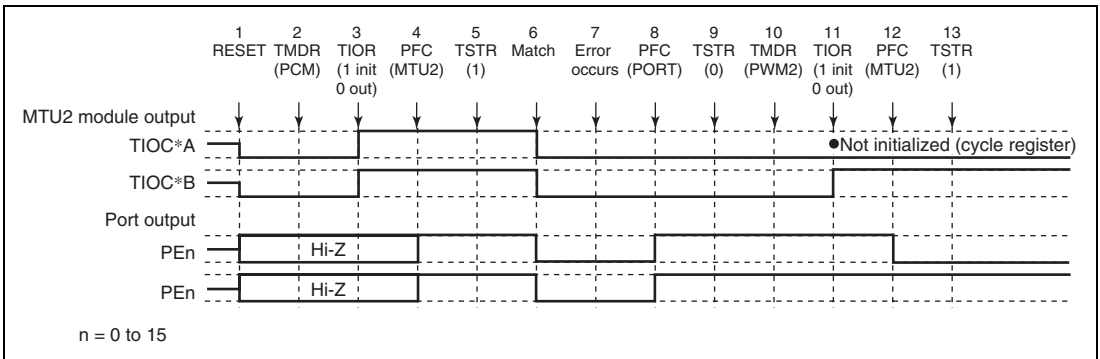 1 2 3 4 5 6 7 8 9 10 11 12 13
RESET TMDR TIOR PFC TSTR Match Error PFC TSTR TMDR TIOR PFC TSTR
(PCM) (1 init (MTU2) (1) occurs (PORT) (0) (PWM2) (1 init (MTU2) (1)
0 out) 0 out)
MTU2 module output
TIOC*A
●Not initialized (cycle register)
TIOC*B
Port output
PEn
Hi-Z
PEn
Hi-Z
n = 0 to 15